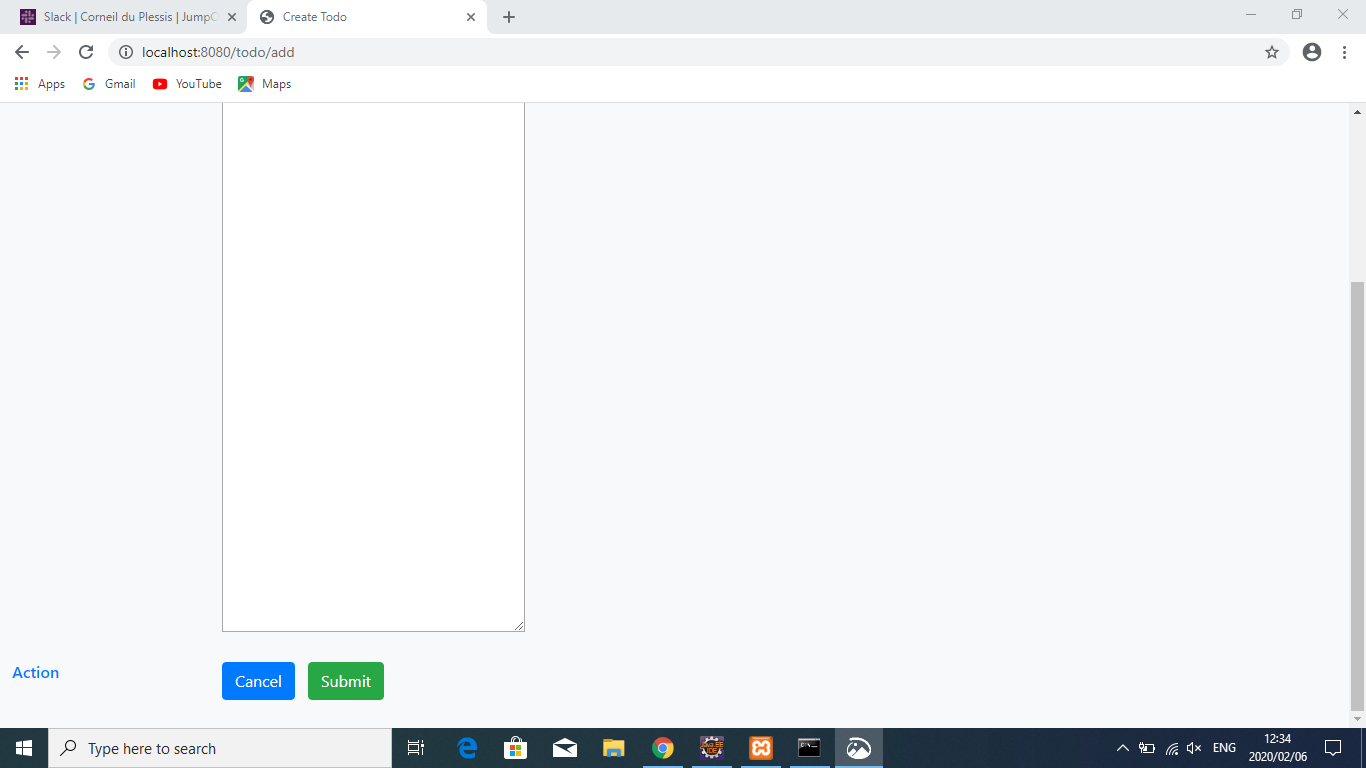 Slack | Corneil du Plessis | JumpC
Create Todo
localhost:8080/todo/add
Apps
Gmail
YouTube
Maps
Action
Cancel
Submit
Type here to search
ENG
12:34
2020/02/06